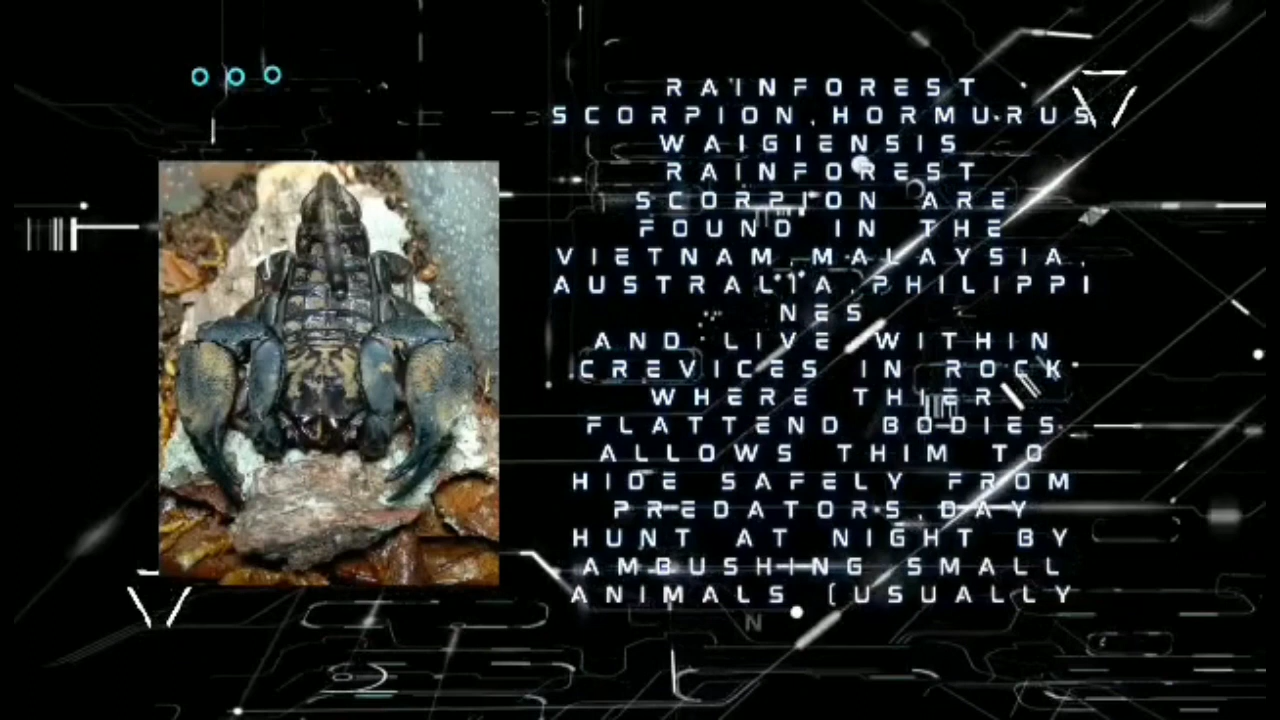 RAINFOREST
SCORPION,HORMURUS
WAIGIENSIS
RAINFOREST
SCORPION ARE
FOUND IN THE
VIETNAM,MALAYSIA,
AUSTRALIA,PHILIPPI
NES
AND LIVE WITHIN
CREVICES IN ROCK
WHERE THIER
FLATTEND BODIES
ALLOWS THIM TO
HIDE SAFELY FROM
PREDATORS,DAY
HUNT AT NIGHT BY
AMBUSHING SMALL
ANIMALS (USUALLY
N